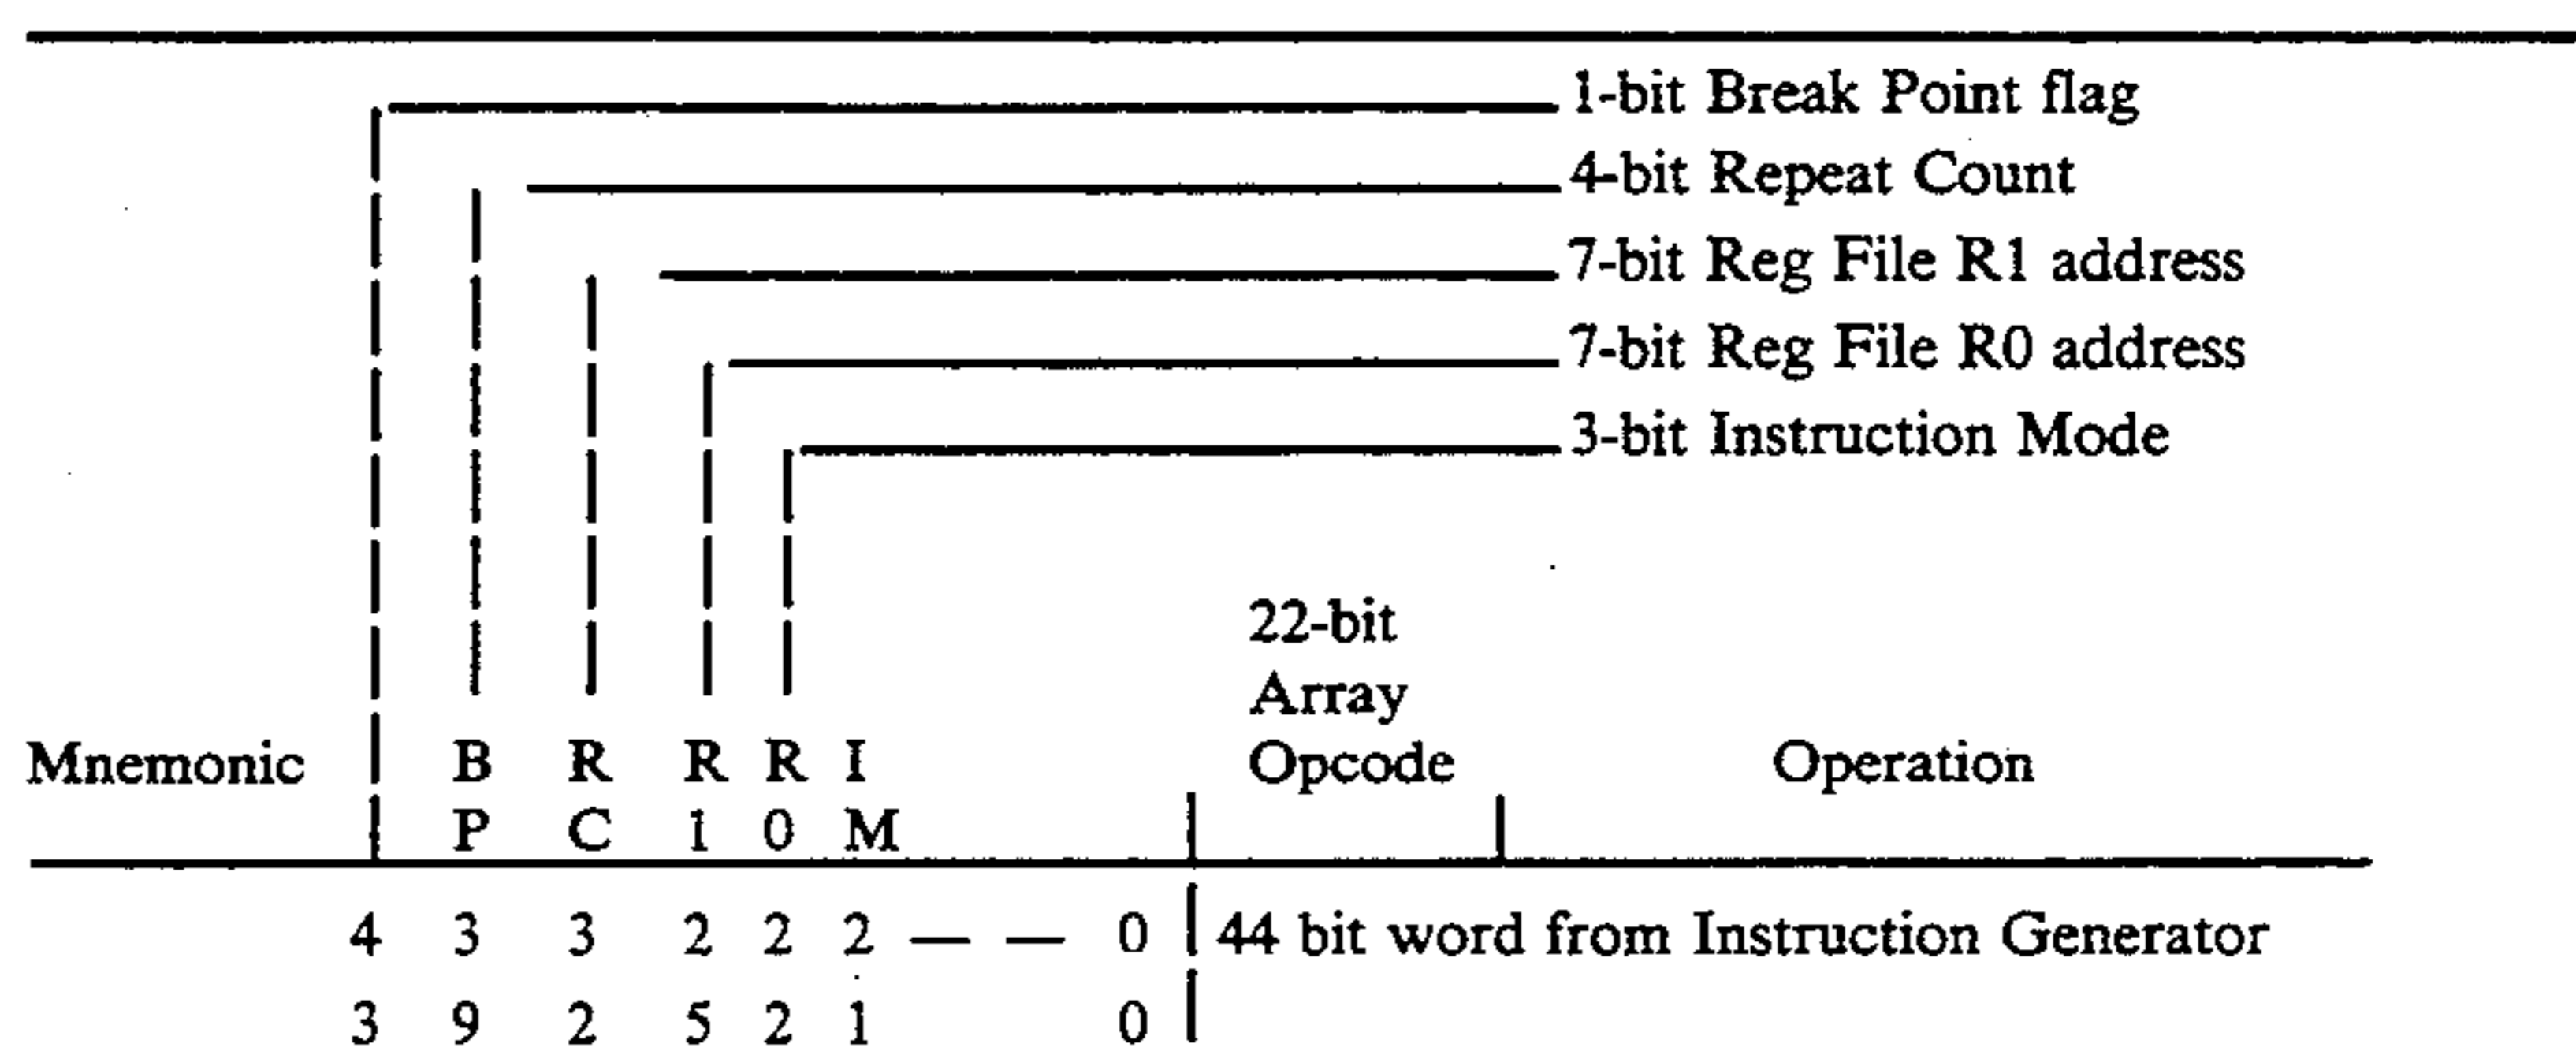 1-bit Break Point flag
4-bit Repeat Count
7-bit Reg File R1 address
7-bit Reg File R0 address
3-bit Instruction Mode
22-bit
Array
Mnemonic B R R R I Opcode Operation
P C 1 0 M
4 3 3 2 2 2 — — 0 44 bit word from Instruction Generator
3 9 2 5 2 1 0